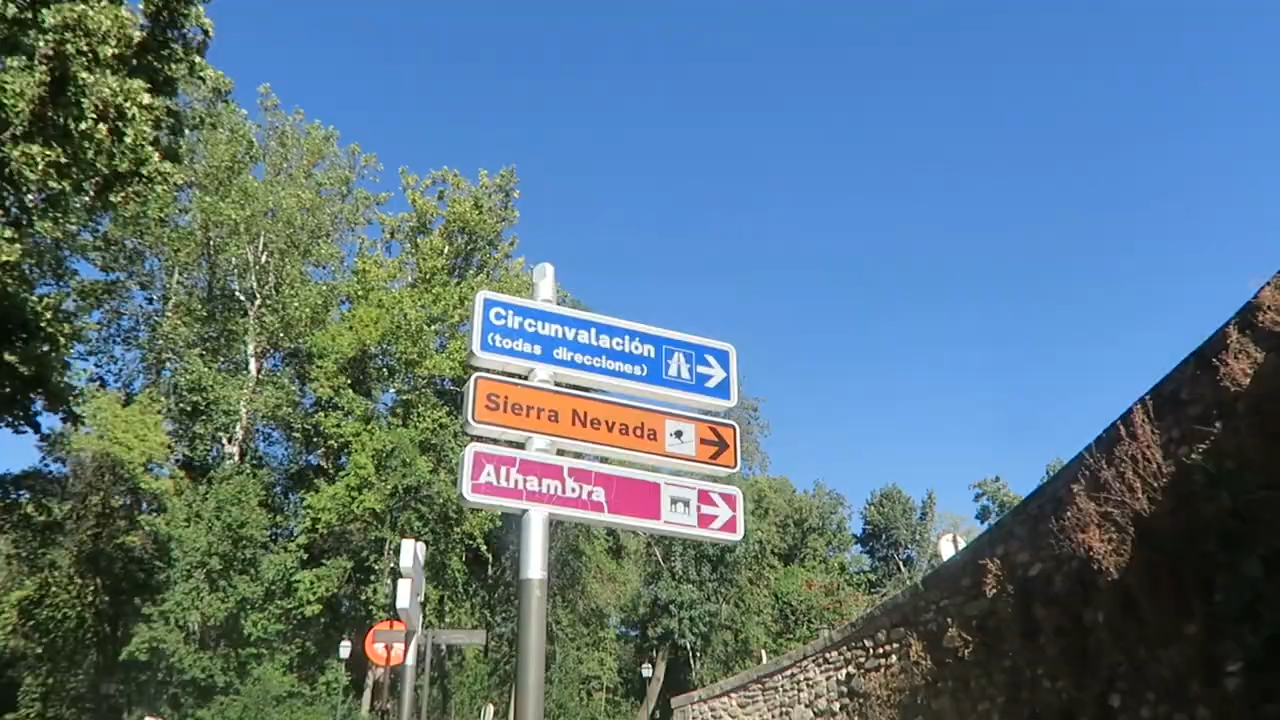 Circunvalación
(todas direcciones)
Sierra Nevada
Alhambra